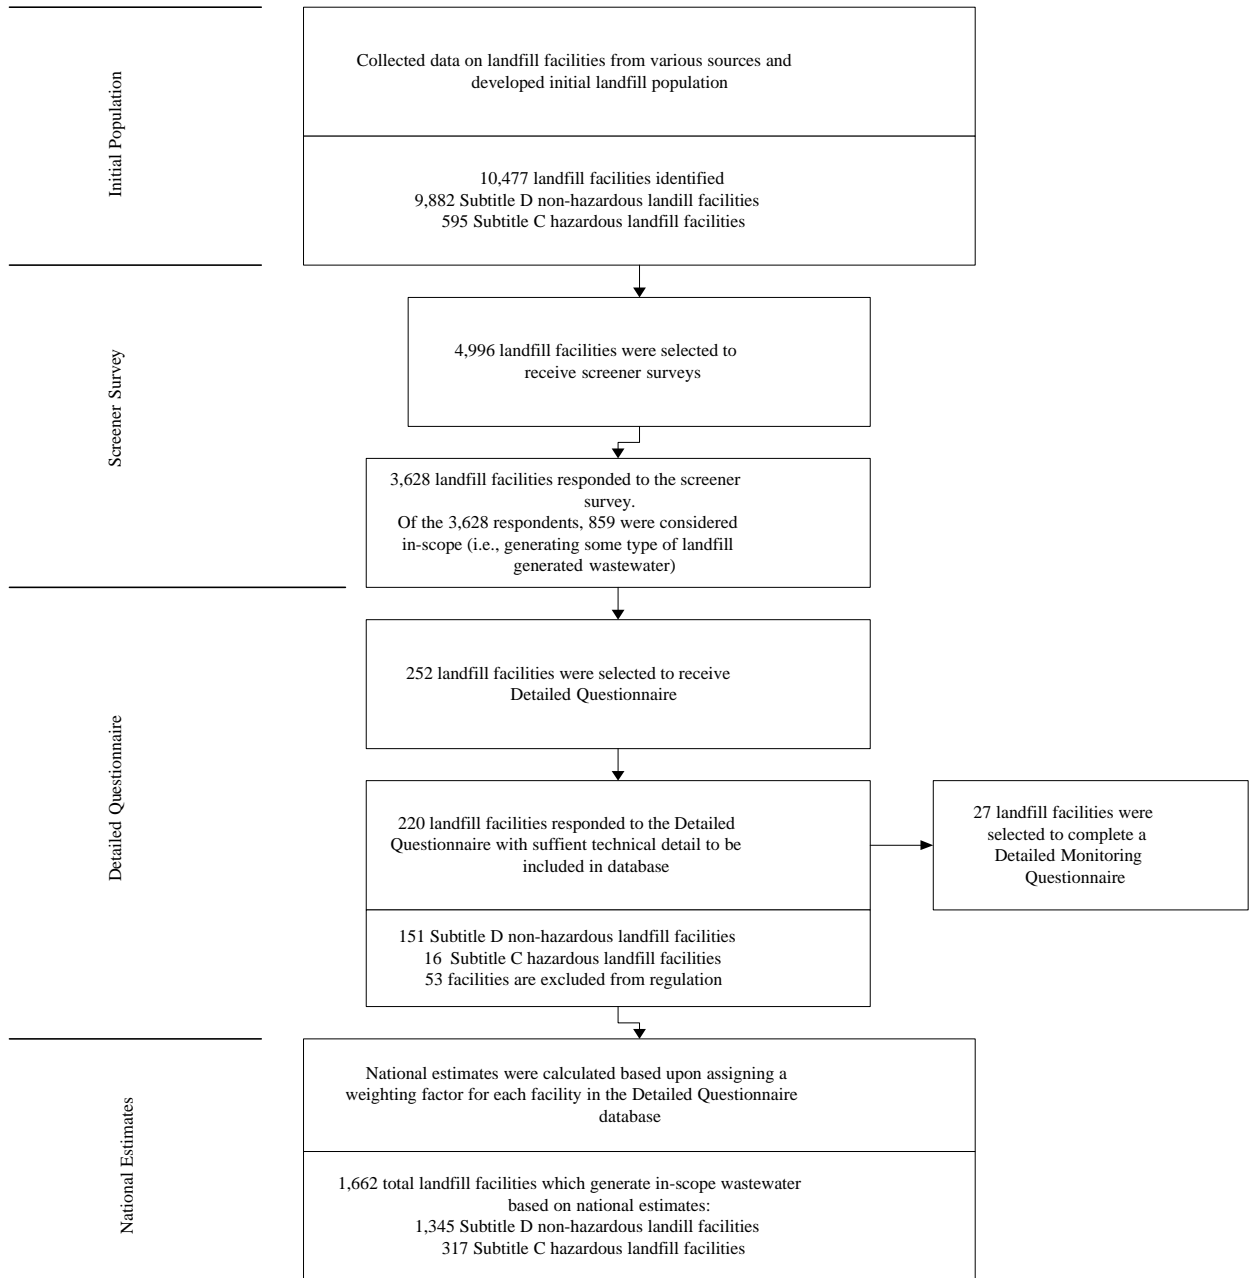 Initial Population
Collected data on landfill facilities from various sources and
developed initial landfill population
10,477 landfill facilities identified
9,882 Subtitle D non-hazardous landill facilities
595 Subtitle C hazardous landfill facilities
Screener Survey
4,996 landfill facilities were selected to
receive screener surveys
3,628 landfill facilities responded to the screener
survey.
Of the 3,628 respondents, 859 were considered
in-scope (i.e., generating some type of landfill
generated wastewater)
Detailed Questionnaire
252 landfill facilities were selected to receive
Detailed Questionnaire
220 landfill facilities responded to the Detailed
Questionnaire with suffient technical detail to be
included in database
27 landfill facilities were
selected to complete a
Detailed Monitoring
Questionnaire
151 Subtitle D non-hazardous landfill facilities
16 Subtitle C hazardous landfill facilities
53 facilities are excluded from regulation
National Estimates
National estimates were calculated based upon assigning a
weighting factor for each facility in the Detailed Questionnaire
database
1,662 total landfill facilities which generate in-scope wastewater
based on national estimates:
1,345 Subtitle D non-hazardous landill facilities
317 Subtitle C hazardous landfill facilities